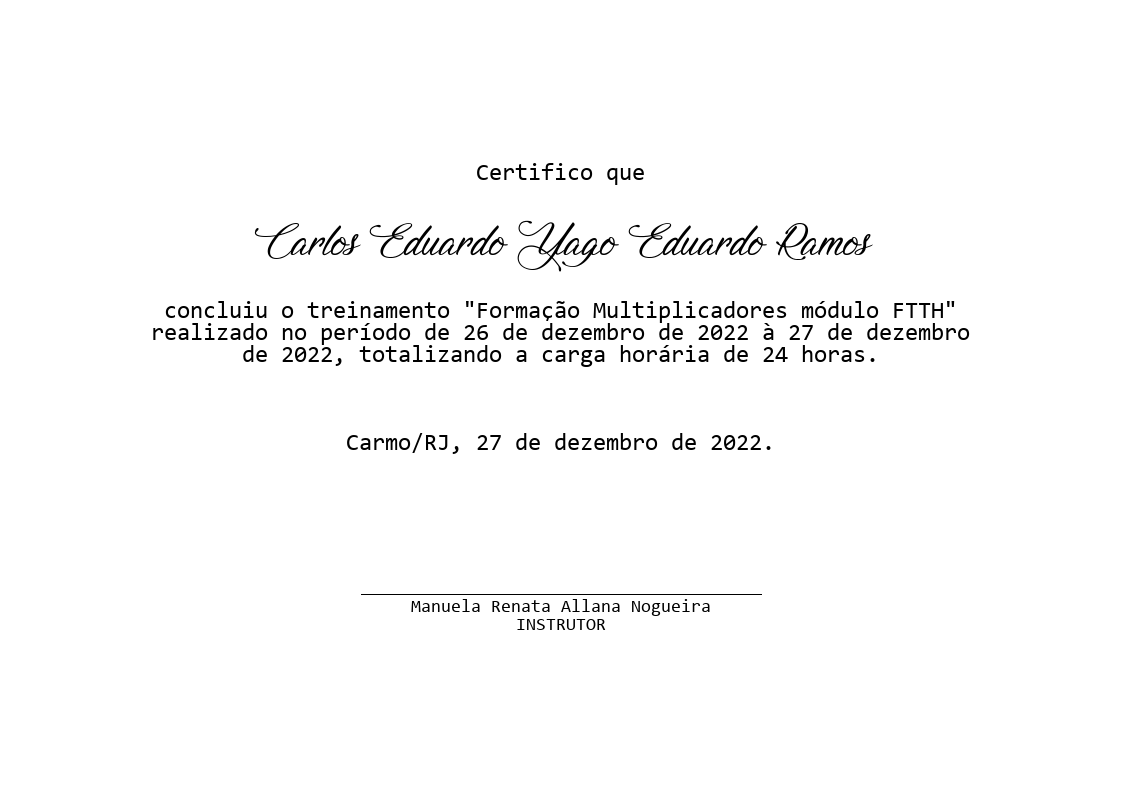 Certifico que
Carlos Eduardo Yago Eduardo Ramos
concluiu o treinamento "Formação Multiplicadores módulo FTTH"
realizado no período de 26 de dezembro de 2022 à 27 de dezembro
de 2022, totalizando a carga horária de 24 horas.
Carmo/RJ, 27 de dezembro de 2022.
Manuela Renata Allana Nogueira
INSTRUTOR